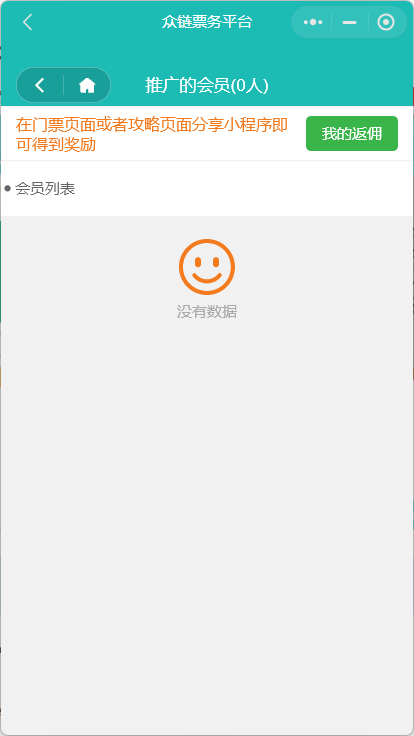 众链票务平台
推广的会员(0人)
在门票页面或者攻略页面分享小程序即
可得到奖励
我的返佣
会员列表
没有数据